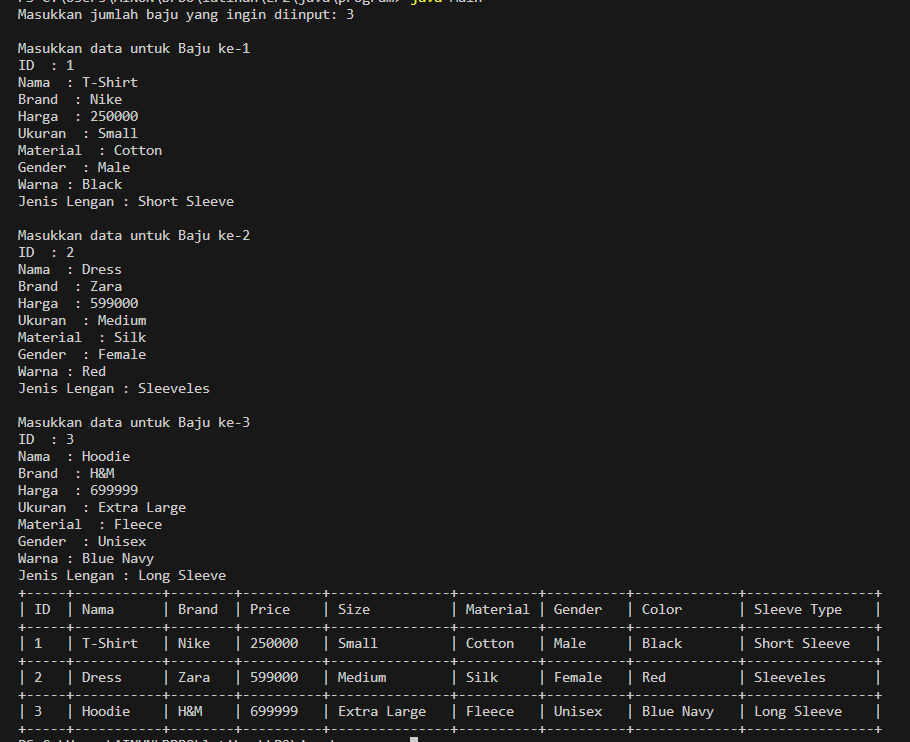 Masukkan jumlah baju yang ingin diinput: 3
Masukkan data untuk Baju ke-1
ID  : 1
Nama  : T-Shirt
Brand  : Nike
Harga  : 250000
Ukuran  : Small
Material  : Cotton
Gender  : Male
Warna : Black
Jenis Lengan : Short Sleeve
Masukkan data untuk Baju ke-2
ID  : 2
Nama  : Dress
Brand  : Zara
Harga  : 599000
Ukuran  : Medium
Material  : Silk
Gender  : Female
Warna : Red
Jenis Lengan : Sleeveles
Masukkan data untuk Baju ke-3
ID  : 3
Nama  : Hoodie
Brand  : H&M
Harga  : 699999
Ukuran  : Extra Large
Material  : Fleece
Gender  : Unisex
Warna : Blue Navy
Jenis Lengan : Long Sleeve
+-----+-----------+--------+----------+---------------+----------+----------+-------------+----------------+
| ID  | Nama      | Brand  | Price    | Size          | Material | Gender   | Color       | Sleeve Type    |
+-----+-----------+--------+----------+---------------+----------+----------+-------------+----------------+
| 1   | T-Shirt   | Nike   | 250000   | Small         | Cotton   | Male     | Black       | Short Sleeve   |
+-----+-----------+--------+----------+---------------+----------+----------+-------------+----------------+
| 2   | Dress     | Zara   | 599000   | Medium        | Silk     | Female   | Red         | Sleeveles      |
+-----+-----------+--------+----------+---------------+----------+----------+-------------+----------------+
| 3   | Hoodie    | H&M    | 699999   | Extra Large   | Fleece   | Unisex   | Blue Navy   | Long Sleeve    |
+-----+-----------+--------+----------+---------------+----------+----------+-------------+----------------+